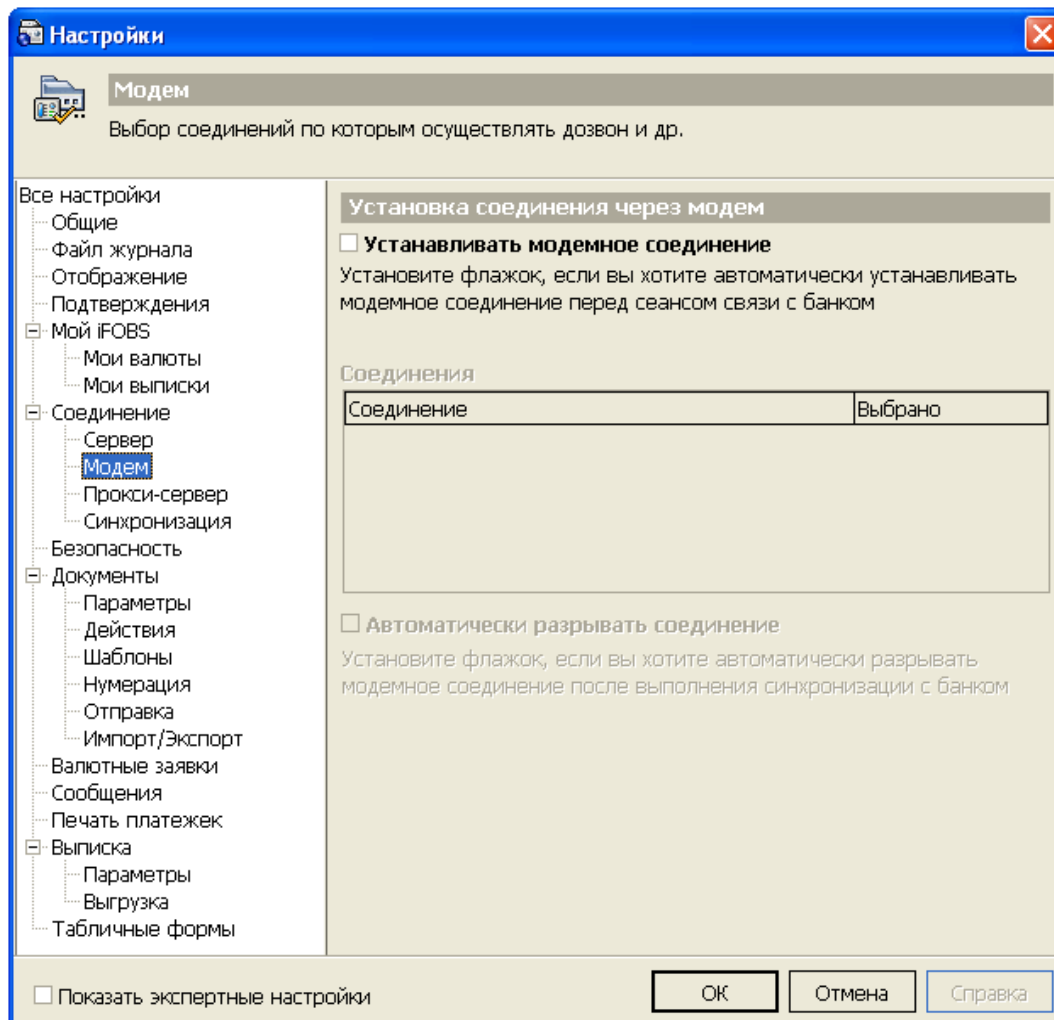 Настройки
Модем
Выбор соединений по которым осуществлять дозвон и др.
Все настройки
Общие
Файл журнала
Отображение
Подтверждения
Мой iFOBS
Мои валюты
Мои выписки
Соединение
Сервер
Модем
Прокси-сервер
Синхронизация
Безопасность
Документы
Параметры
Действия
Шаблоны
Нумерация
Отправка
Импорт/Экспорт
Валютные заявки
Сообщения
Печать платежек
Выписка
Параметры
Выгрузка
Табличные формы
Установка соединения через модем
Устанавливать модемное соединение
Установите флажок, если вы хотите автоматически устанавливать
модемное соединение перед сеансом связи с банком
Соединения
Соединение Выбрано
Автоматически разрывать соединение
Установите флажок, если вы хотите автоматически разрывать
модемное соединение после выполнения синхронизации с банком
Показать экспертные настройки
ОК Отмена Справка